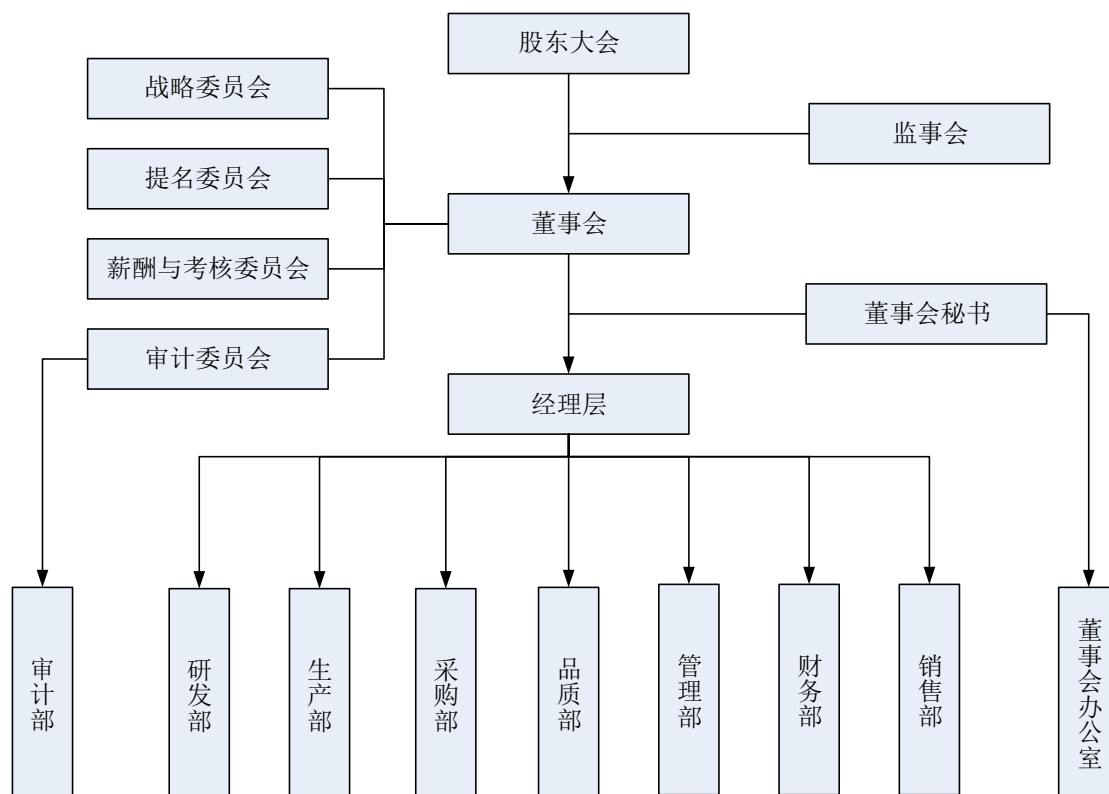 股东大会
战略委员会
监事会
提名委员会
董事会
薪酬与考核委员会
董事会秘书
审计委员会
经理层
审计部
研发部
生产部
采购部
品质部
管理部
财务部
销售部
董事会办公室